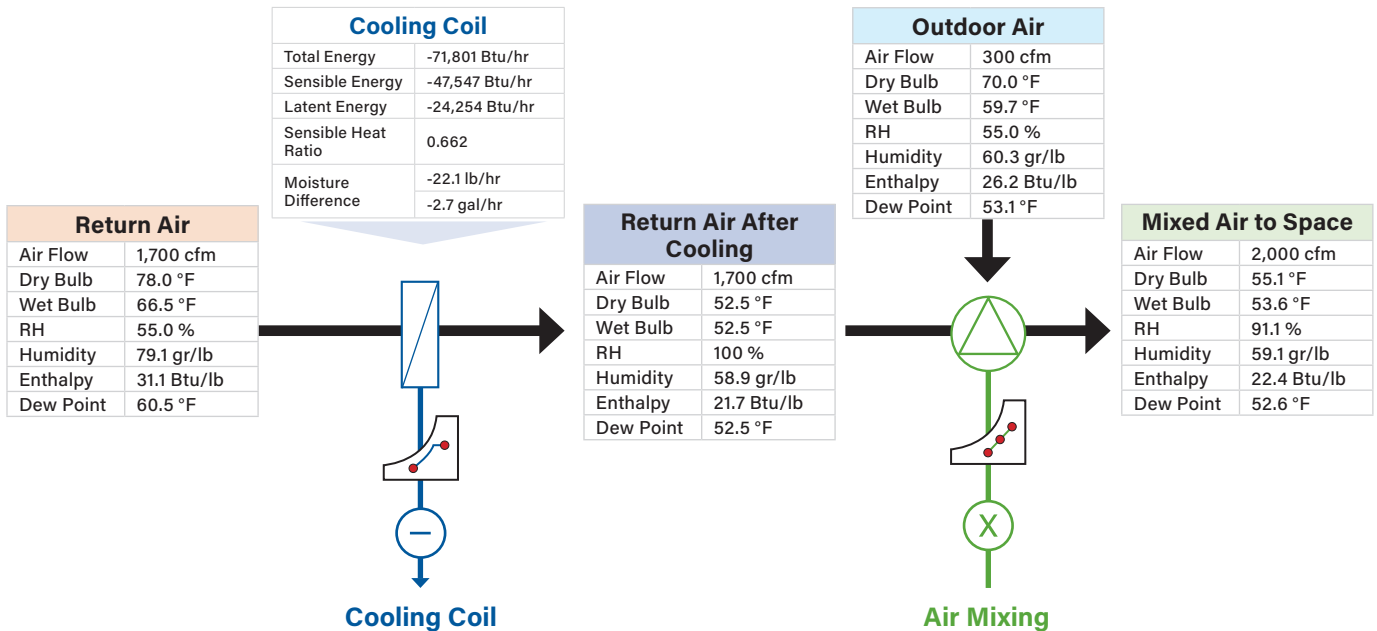 Cooling Coil
Total Energy -71,801 Btu/hr
Sensible Energy -47,547 Btu/hr
Latent Energy -24,254 Btu/hr
Sensible Heat
Ratio
0.662
Moisture
Difference
-22.1 lb/hr
-2.7 gal/hr
Outdoor Air
Air Flow 300 cfm
Dry Bulb 70.0 °F
Wet Bulb 59.7 °F
RH 55.0 %
Humidity 60.3 gr/lb
Enthalpy 26.2 Btu/lb
Dew Point 53.1 °F
Return Air
Air Flow 1,700 cfm
Dry Bulb 78.0 °F
Wet Bulb 66.5 °F
RH 55.0 %
Humidity 79.1 gr/lb
Enthalpy 31.1 Btu/lb
Dew Point 60.5 °F
Return Air After
Cooling
Air Flow 1,700 cfm
Dry Bulb 52.5 °F
Wet Bulb 52.5 °F
RH 100 %
Humidity 58.9 gr/lb
Enthalpy 21.7 Btu/lb
Dew Point 52.5 °F
Mixed Air to Space
Air Flow 2,000 cfm
Dry Bulb 55.1 °F
Wet Bulb 53.6 °F
RH 91.1 %
Humidity 59.1 gr/lb
Enthalpy 22.4 Btu/lb
Dew Point 52.6 °F
–
X
Cooling Coil
Air Mixing